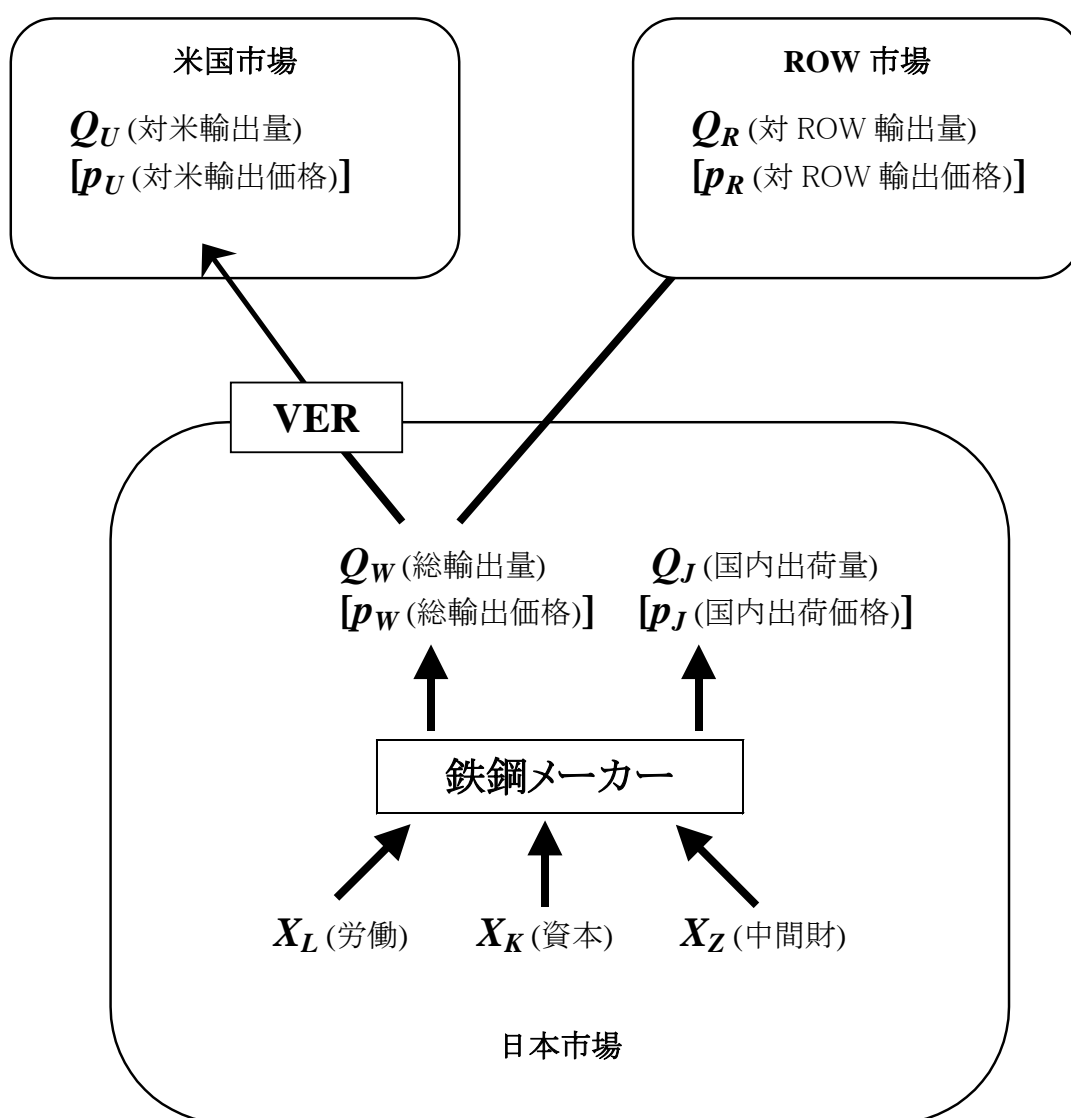 米国市場
Q_U (対米輸出量)
[p_U (対米輸出価格)]
ROW 市場
Q_R (対 ROW 輸出量)
[p_R (対 ROW 輸出価格)]
VER
Q_W (総輸出量)
[p_W (総輸出価格)]
Q_J (国内出荷量)
[p_J (国内出荷価格)]
鉄鋼メーカー
X_L (労働)
X_K (資本)
X_Z (中間財)
日本市場